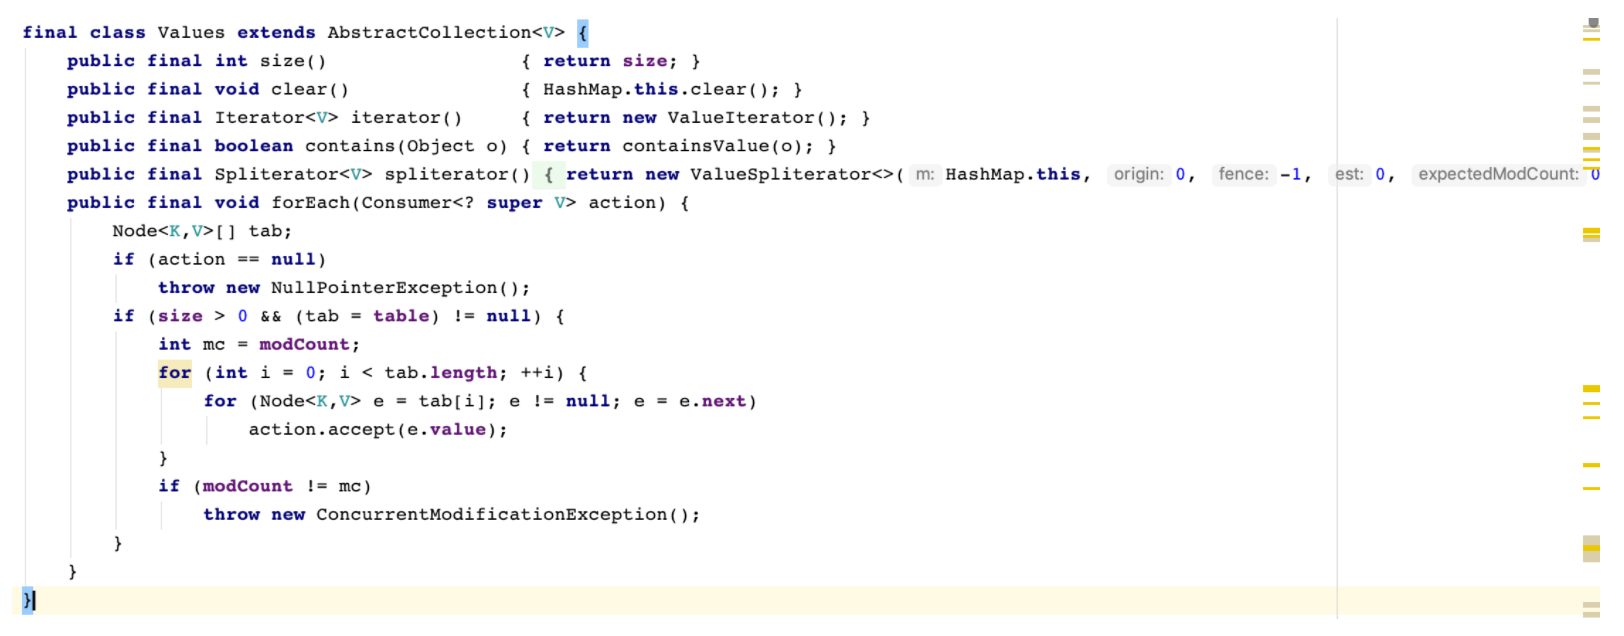 final class Values extends AbstractCollection<V> {
    public final int size()                 { return size; }
    public final void clear()               { HashMap.this.clear(); }
    public final Iterator<V> iterator()     { return new ValueIterator(); }
    public final boolean contains(Object o) { return containsValue(o); }
    public final Spliterator<V> spliterator() { return new ValueSpliterator<>( m: HashMap.this, origin: 0, fence: -1, est: 0, expectedModCount: 0
    public final void forEach(Consumer<? super V> action) {
        Node<K,V>[] tab;
        if (action == null)
            throw new NullPointerException();
        if (size > 0 && (tab = table) != null) {
            int mc = modCount;
            for (int i = 0; i < tab.length; ++i) {
                for (Node<K,V> e = tab[i]; e != null; e = e.next)
                    action.accept(e.value);
            }
            if (modCount != mc)
                throw new ConcurrentModificationException();
        }
    }
}